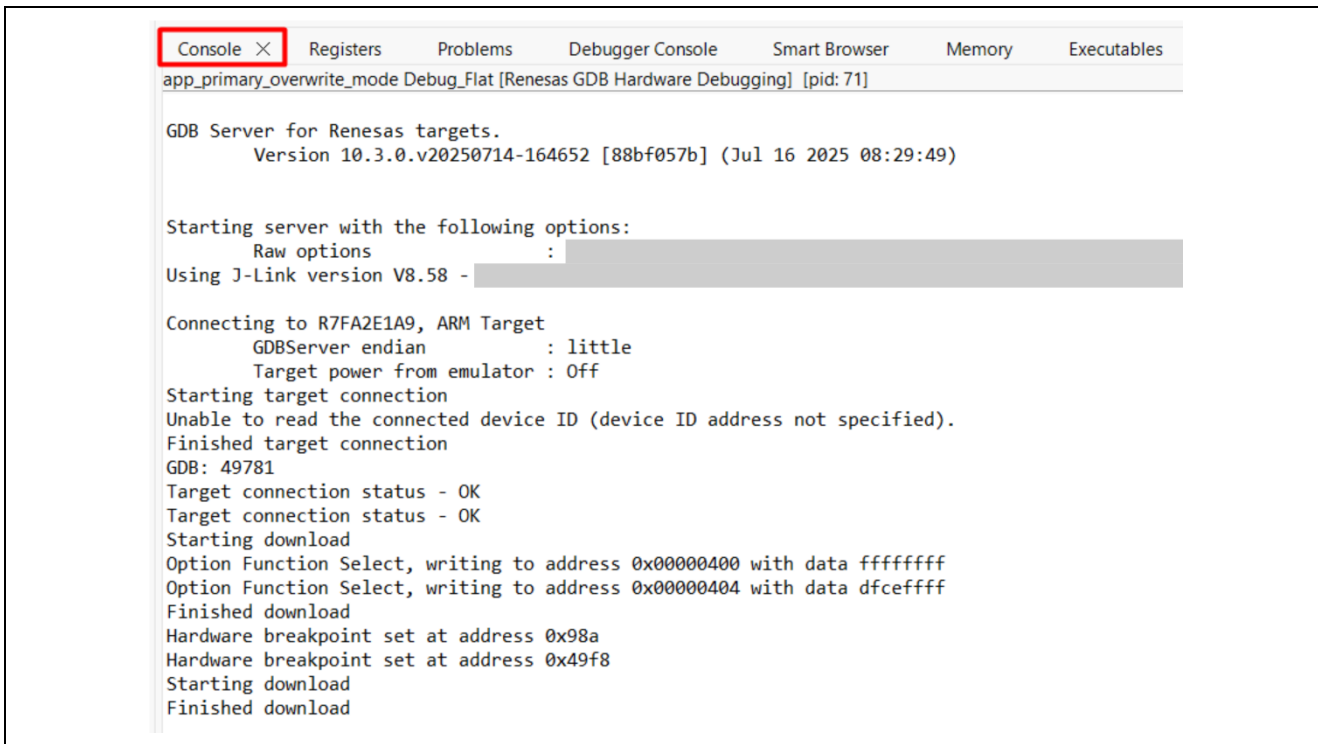 Console × Registers Problems Debugger Console Smart Browser Memory Executables
app_primary_overwrite_mode Debug_Flat [Renesas GDB Hardware Debugging] [pid: 71]
GDB Server for Renesas targets.
Version 10.3.0.v20250714-164652 [88bf057b] (Jul 16 2025 08:29:49)
Starting server with the following options:
Raw options :
Using J-Link version V8.58 -
Connecting to R7FA2E1A9, ARM Target
GDBServer endian : little
Target power from emulator : Off
Starting target connection
Unable to read the connected device ID (device ID address not specified).
Finished target connection
GDB: 49781
Target connection status - OK
Target connection status - OK
Starting download
Option Function Select, writing to address 0x00000400 with data ffffffff
Option Function Select, writing to address 0x00000404 with data dfceffff
Finished download
Hardware breakpoint set at address 0x98a
Hardware breakpoint set at address 0x49f8
Starting download
Finished download